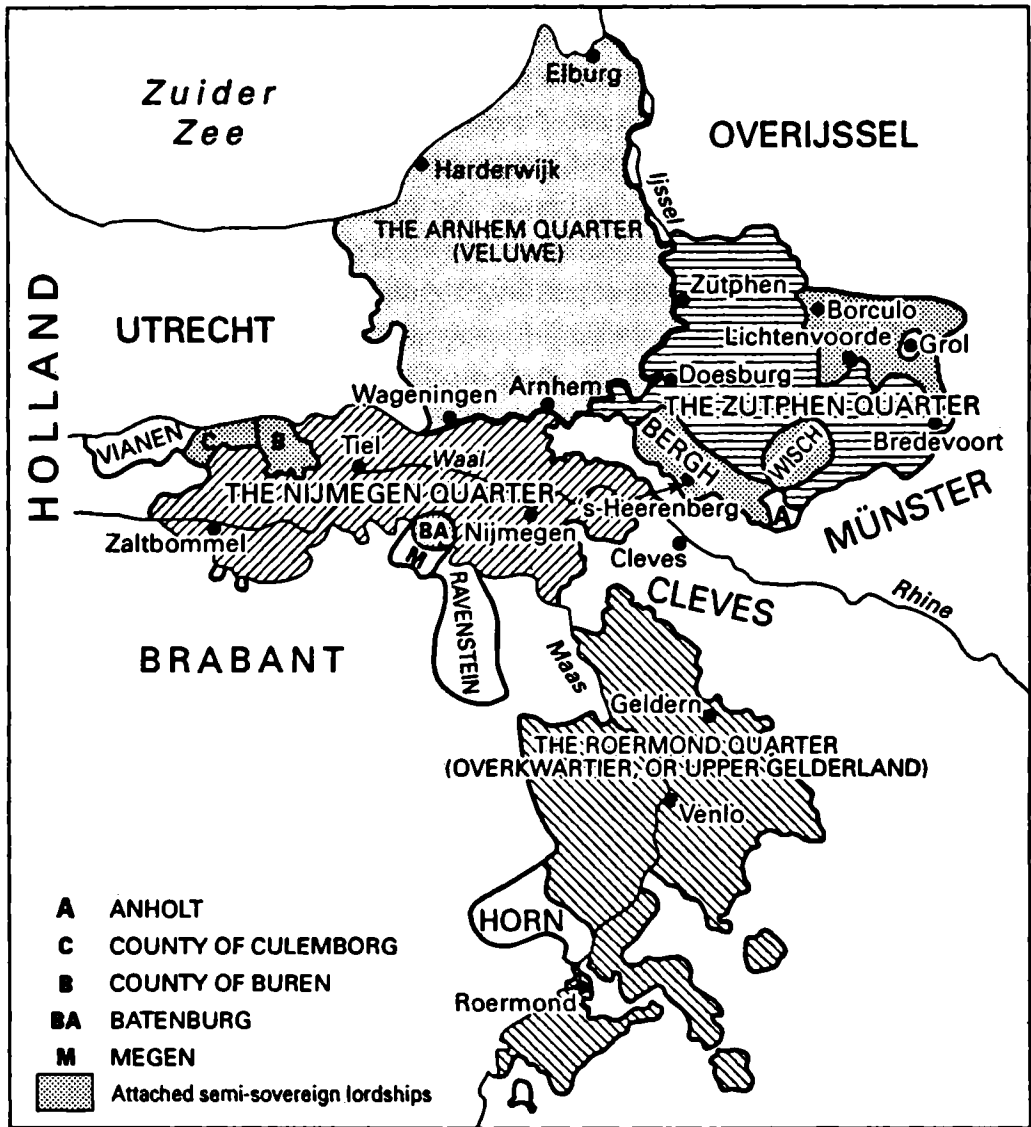 Elburg
Zuider
Zee
OVERIJSSEL
Harderwijk
Ijssel
THE ARNHEM QUARTER
(VELUWE)
HOLLAND
Zutphen
Borculo
UTRECHT
Lichtenvoorde
Grol
Wageningen
Arnhem
Doesburg
THE ZUTPHEN QUARTER
VIANEN
C
B
Tiel
Waal
BERGH
WISCH
Bredevoort
THE NIJMEGEN QUARTER
's-Heerenberg
A
MÜNSTER
Zaltbommel
BA
Nijmegen
M
Cleves
RAVENSTEIN
CLEVES
Rhine
BRABANT
Maas
Geldern
THE ROERMOND QUARTER
(OVERKWARTIER, OR UPPER GELDERLAND)
Venlo
HORN
Roermond
A ANHOLT
C COUNTY OF CULEMBORG
B COUNTY OF BUREN
BA BATENBURG
M MEGEN
Attached semi-sovereign lordships